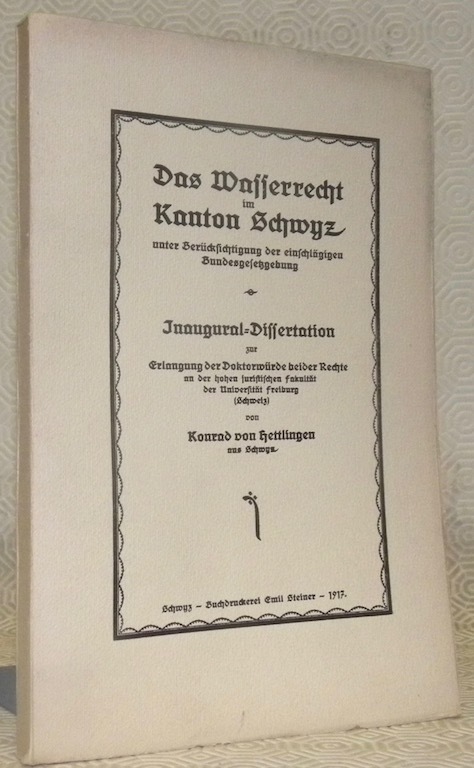 Das Wasserrecht
im
Kanton Schwyz
unter Berücksichtigung der einschlägigen
Bundesgesetzgebung
Inaugural-Dissertation
zur
Erlangung der Doktorwürde beider Rechte
an der hohen juristischen Fakultät
der Universität Freiburg
(Schweiz)
von
Konrad von Hettlingen
aus Schwyz
Schwyz – Buchdruckerei Emil Steiner – 1917.